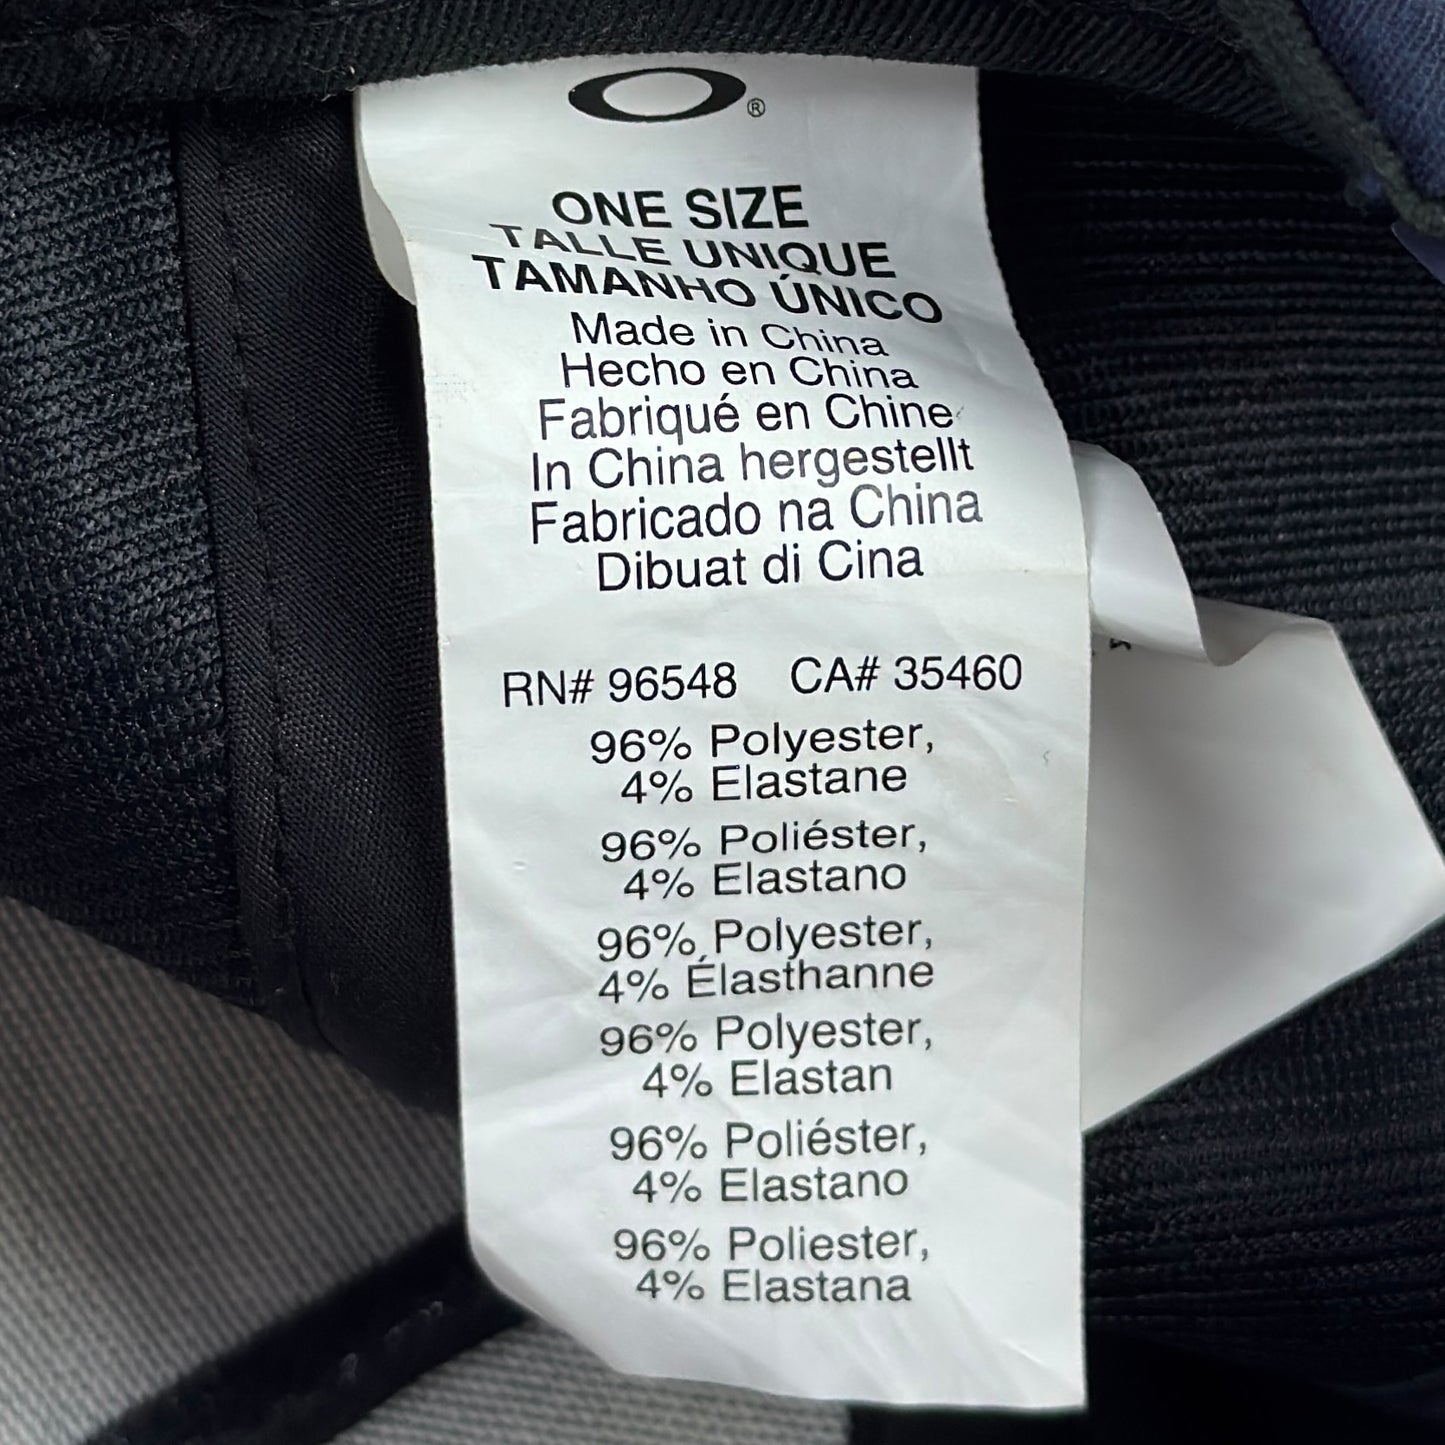 ®
ONE SIZE
TALLE UNIQUE
TAMANHO ÚNICO
Made in China
Hecho en China
Fabriqué en Chine
In China hergestellt
Fabricado na China
Dibuat di Cina
RN# 96548 CA# 35460
96% Polyester,
4% Elastane
96% Poliéster,
4% Elastano
96% Polyester,
4% Élasthanne
96% Polyester,
4% Elastan
96% Poliéster,
4% Elastano
96% Poliester,
4% Elastana